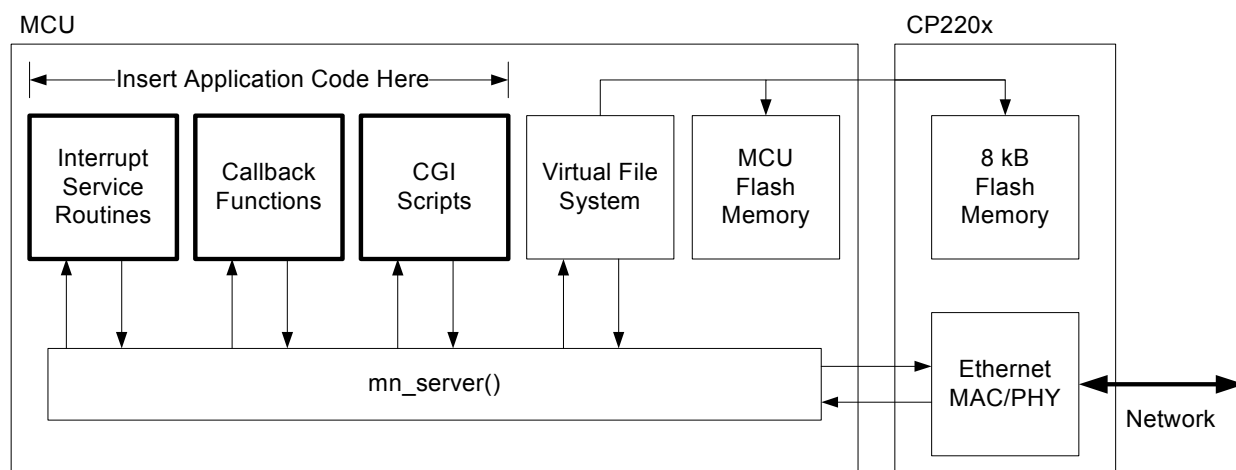 MCU
CP220x
Insert Application Code Here
Interrupt
Service
Routines
Callback
Functions
CGI
Scripts
Virtual File
System
MCU
Flash
Memory
8 kB
Flash
Memory
mn_server()
Ethernet
MAC/PHY
Network